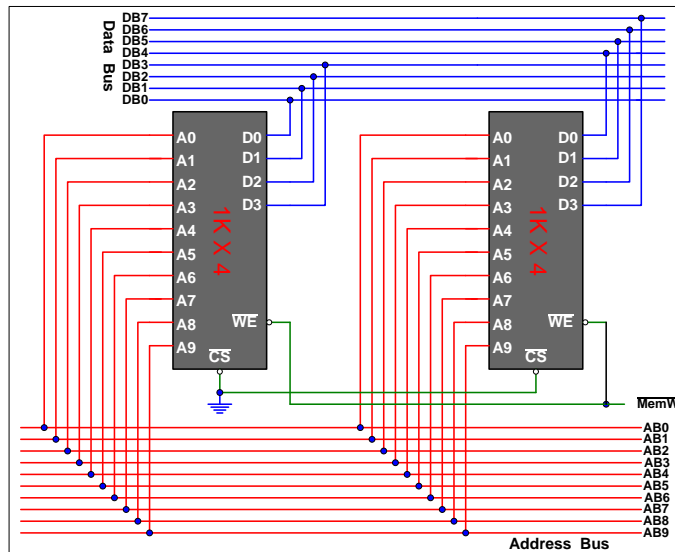 DB7
DB6
DB5
DB4
DB3
DB2
DB1
DB0
Data Bus
A0
A1
A2
A3
A4
A5
A6
A7
A8
A9
D0
D1
D2
D3
1K X 4
WE
CS
A0
A1
A2
A3
A4
A5
A6
A7
A8
A9
D0
D1
D2
D3
1K X 4
WE
CS
MemW
AB0
AB1
AB2
AB3
AB4
AB5
AB6
AB7
AB8
AB9
Address Bus